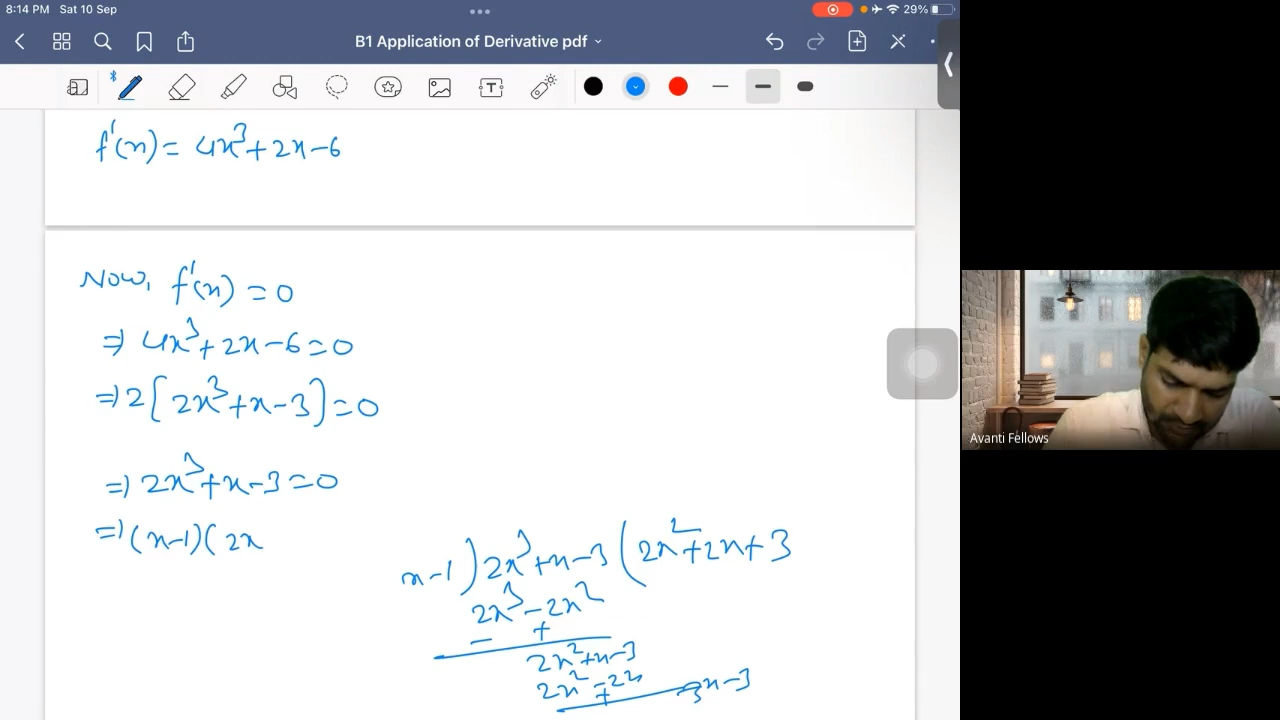 8:14 PM Sat 10 Sep
29%
B1 Application of Derivative pdf
T
f'(x) = 4x³+2x-6
Now, f'(x) = 0
⇒ 4x³+2x-6=0
⇒ 2[2x³+x-3]=0
⇒ 2x³+x-3=0
⇒ (x-1)(2x
x-1)2x³+x-3(2x²+2x+3
2x³-2x²
- +
2x²+x-3
2x²-2x
+
3x-3
Avanti Fellows